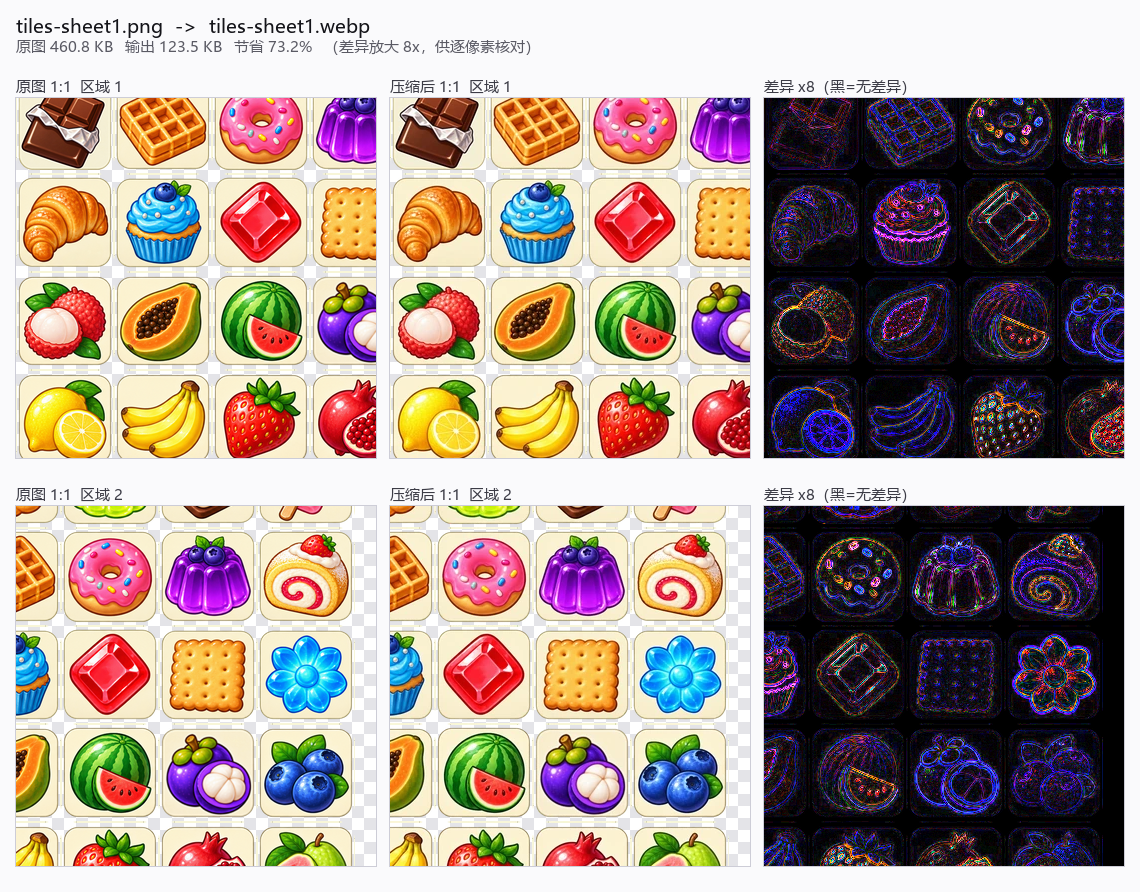 tiles-sheet1.png -> tiles-sheet1.webp
原图 460.8 KB 输出 123.5 KB 节省 73.2% （差异放大 8x，供逐像素核对）
原图 1:1 区域 1
压缩后 1:1 区域 1
差异 x8（黑=无差异）
原图 1:1 区域 2
压缩后 1:1 区域 2
差异 x8（黑=无差异）